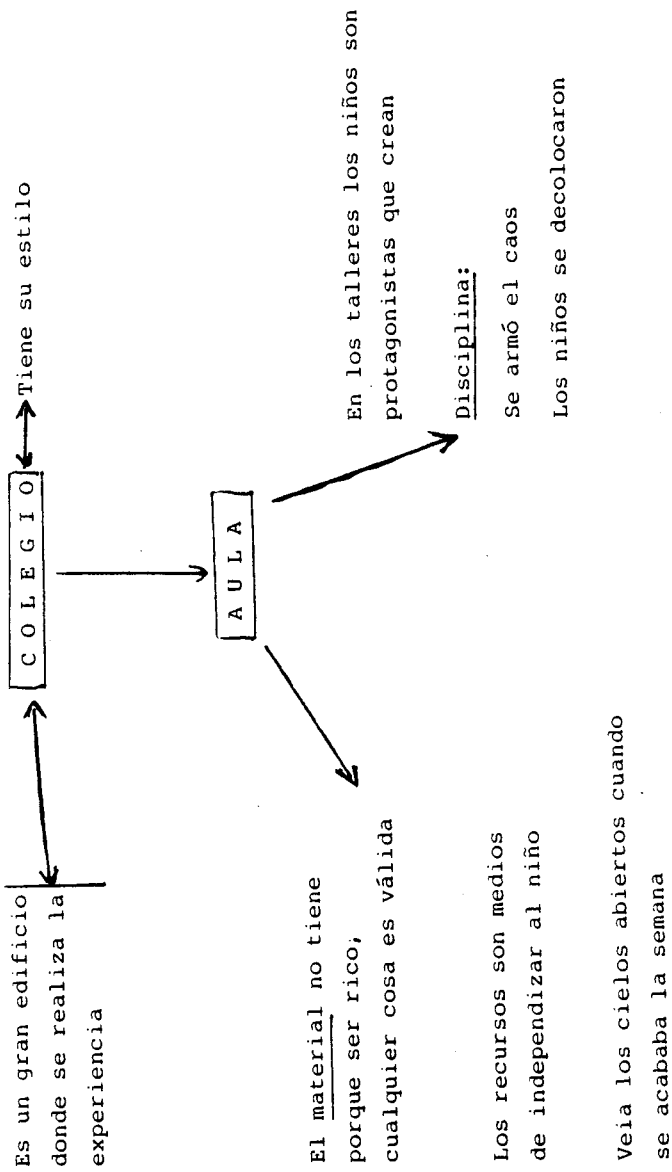 Es un gran edificio
donde se realiza la
experiencia
COLEGIO
Tiene su estilo
AULA
El material no tiene
porque ser rico;
cualquier cosa es válida
Los recursos son medios
de independizar al niño
Veia los cielos abiertos cuando
se acababa la semana
En los talleres los niños son
protagonistas que crean
Disciplina:
Se armó el caos
Los niños se decolocaron